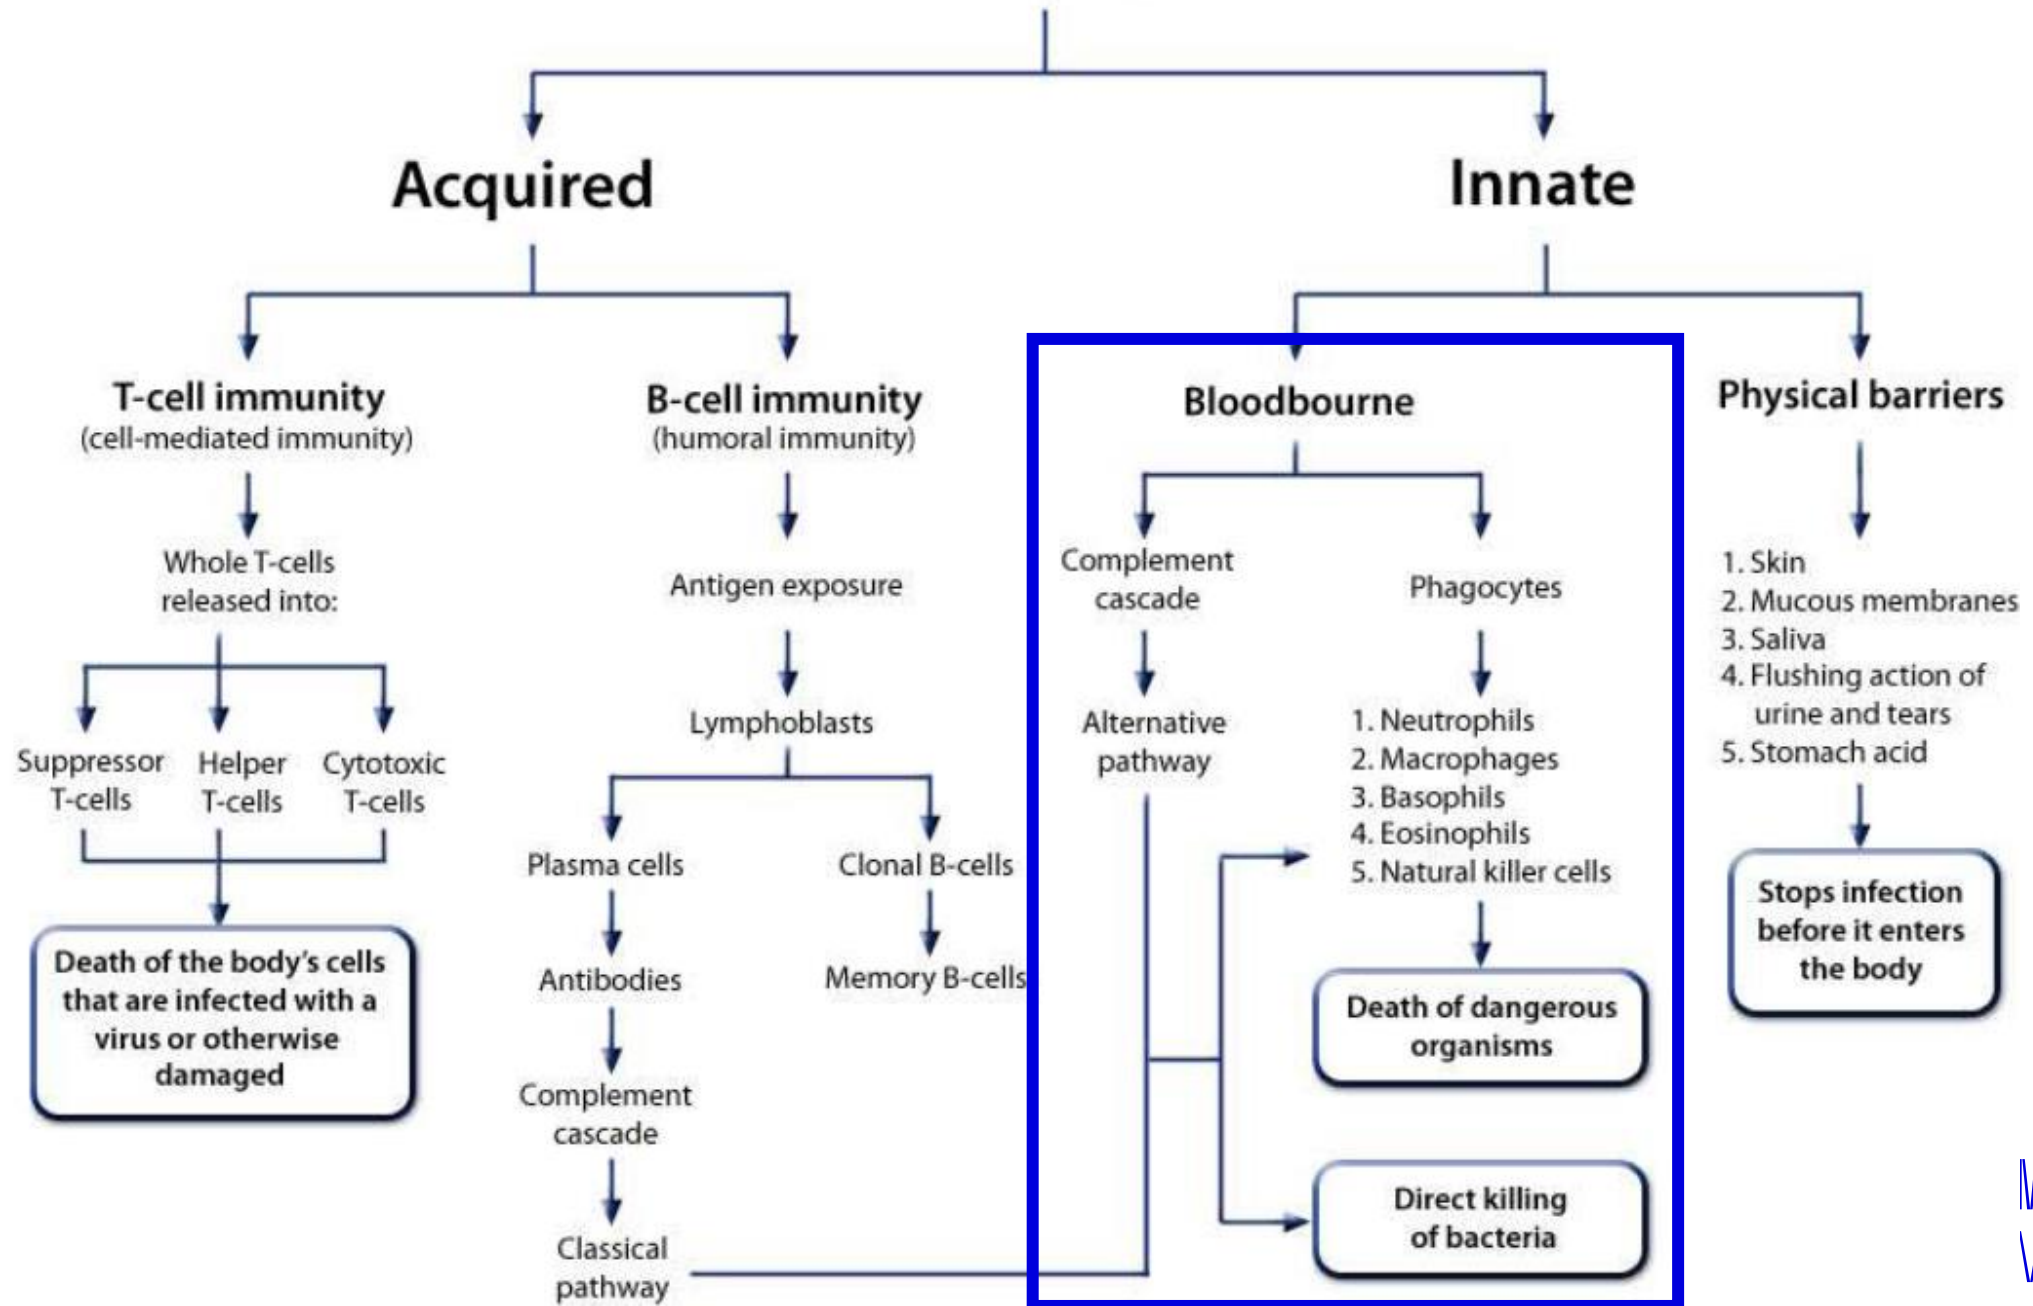 Acquired
Innate
T-cell immunity
(cell-mediated immunity)
B-cell immunity
(humoral immunity)
Bloodbourne
Physical barriers
Whole T-cells
released into:
Antigen exposure
Complement
cascade
Phagocytes
1. Skin
2. Mucous membranes
3. Saliva
4. Flushing action of
urine and tears
5. Stomach acid
Suppressor
T-cells
Helper
T-cells
Cytotoxic
T-cells
Lymphoblasts
Alternative
pathway
1. Neutrophils
2. Macrophages
3. Basophils
4. Eosinophils
5. Natural killer cells
Plasma cells
Clonal B-cells
Stops infection
before it enters
the body
Death of the body's cells
that are infected with a
virus or otherwise
damaged
Antibodies
Memory B-cells
Death of dangerous
organisms
Complement
cascade
Direct killing
of bacteria
Classical
pathway